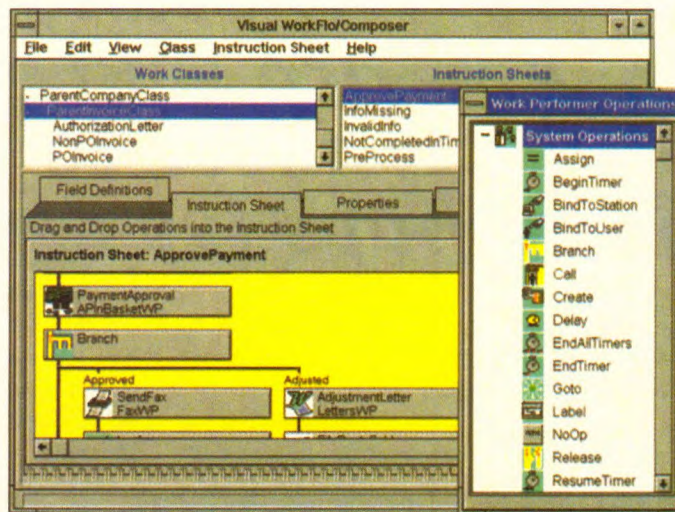 Visual WorkFlo/Composer
File Edit View Class Instruction Sheet Help
Work Classes
- ParentCompanyClass
ParentInvoiceClass
AuthorizationLetter
NonPOInvoice
POInvoice
Instruction Sheets
ApprovePayment
InfoMissing
InvalidInfo
NotCompletedInTim
PreProcess
Field Definitions
Instruction Sheet
Properties
Drag and Drop Operations into the Instruction Sheet
Instruction Sheet: ApprovePayment
PaymentApproval
APInBasketWP
Branch
Approved
SendFax
FaxWP
Adjusted
AdjustmentLetter
LettersWP
Work Performer Operations
- System Operations
Assign
BeginTimer
BindToStation
BindToUser
Branch
Call
Create
Delay
EndAllTimers
EndTimer
Goto
Label
NoOp
Release
ResumeTimer